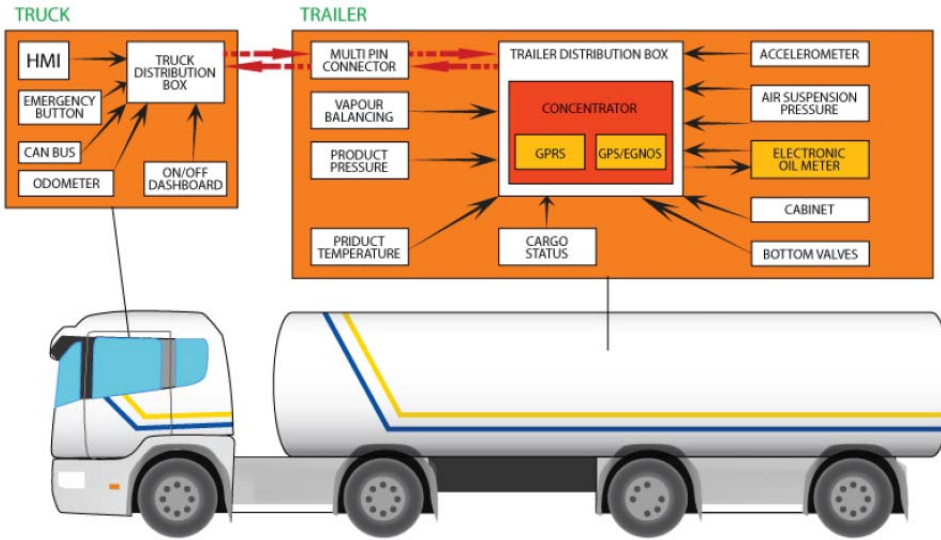 TRUCK
HMI
EMERGENCY
BUTTON
CAN BUS
ODOMETER
TRUCK
DISTRIBUTION
BOX
ON/OFF
DASHBOARD
TRAILER
MULTI PIN
CONNECTOR
VAPOUR
BALANCING
PRODUCT
PRESSURE
PRIDUCT
TEMPERATURE
TRAILER DISTRIBUTION BOX
CONCENTRATOR
GPRS
GPS/EGNOS
CARGO
STATUS
ACCELEROMETER
AIR SUSPENSION
PRESSURE
ELECTRONIC
OIL METER
CABINET
BOTTOM VALVES